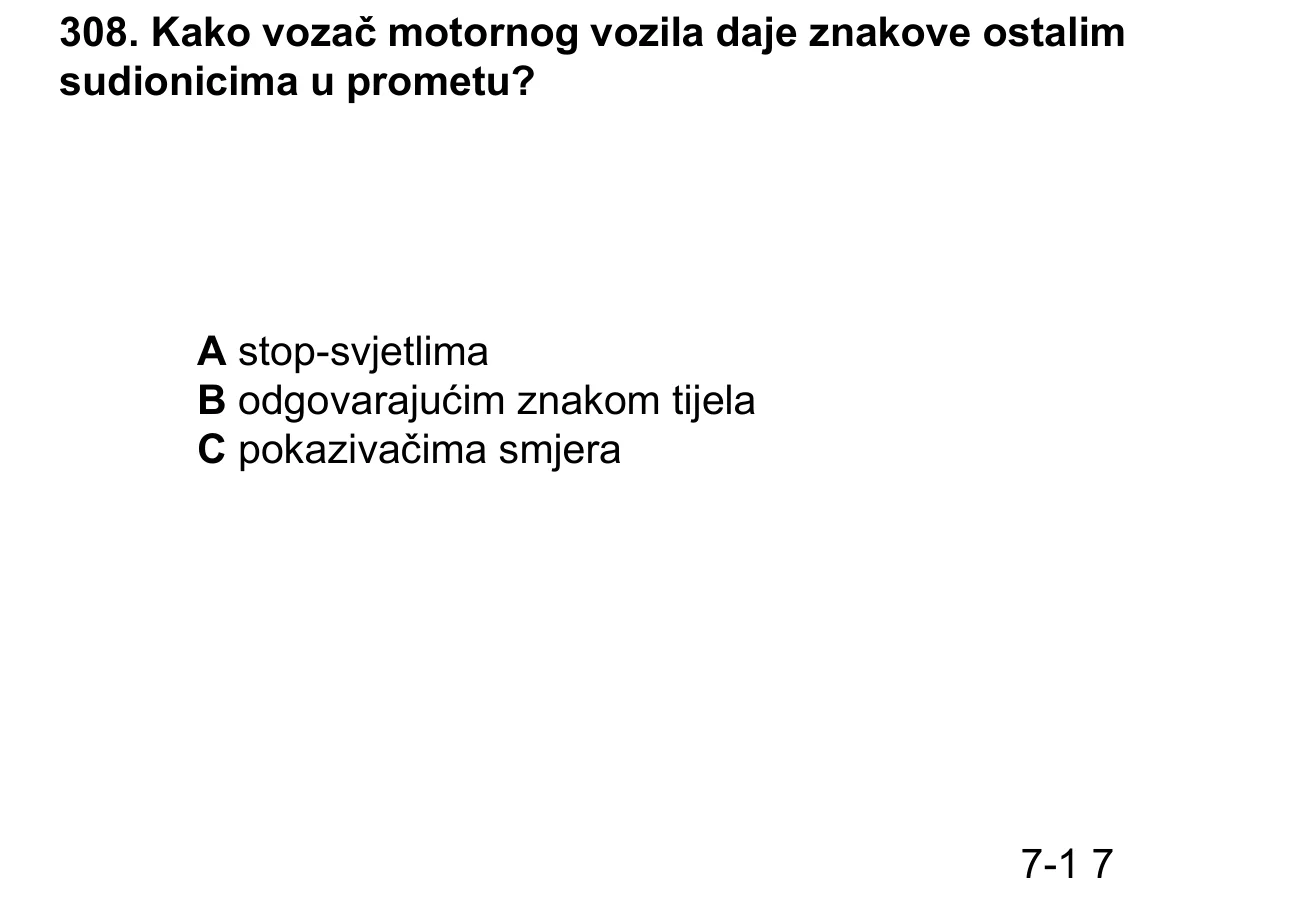 308. Kako vozač motornog vozila daje znakove ostalim
sudionicima u prometu?
A stop-svjetlima
B odgovarajućim znakom tijela
C pokazivačima smjera
7-1 7